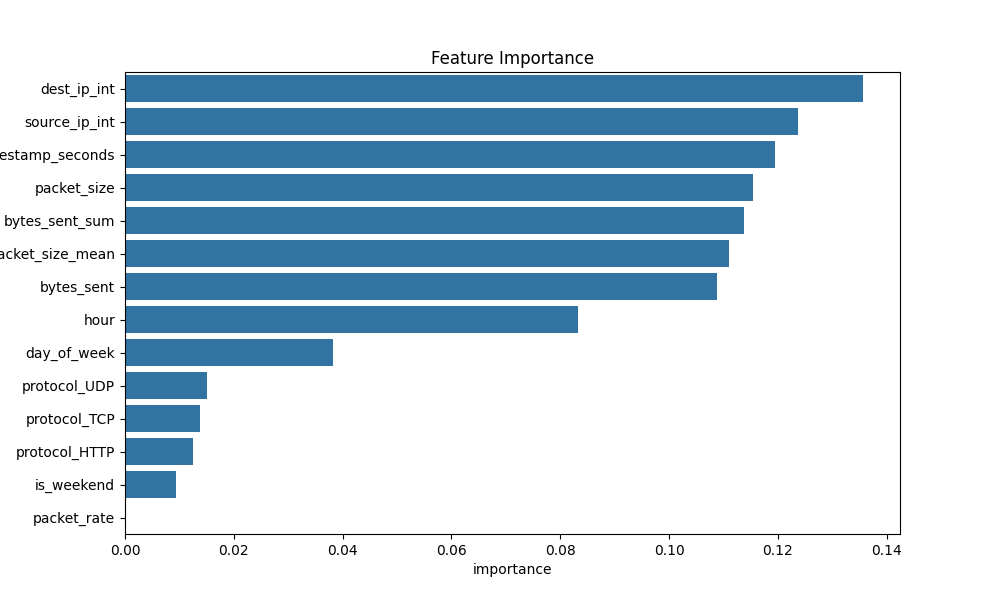 Feature Importance
dest_ip_int
source_ip_int
estamp_seconds
packet_size
bytes_sent_sum
acket_size_mean
bytes_sent
hour
day_of_week
protocol_UDP
protocol_TCP
protocol_HTTP
is_weekend
packet_rate
0.00 0.02 0.04 0.06 0.08 0.10 0.12 0.14
importance